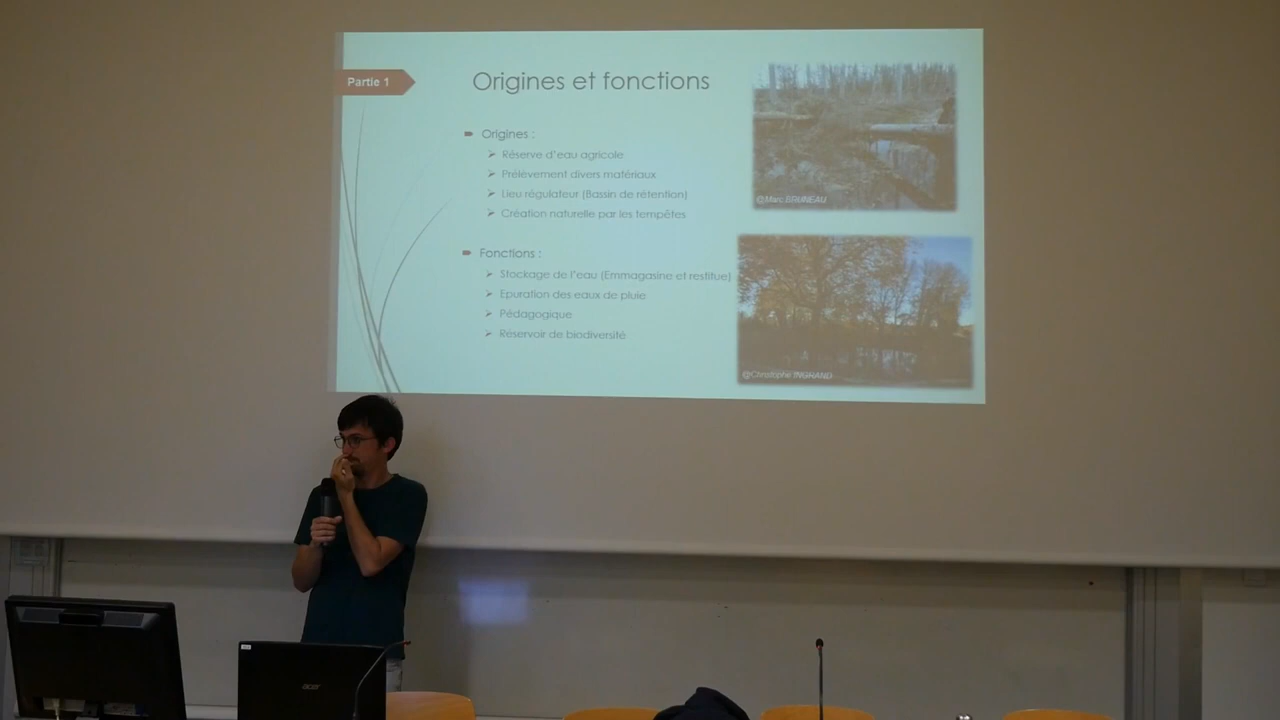 Partie 1
Origines et fonctions
Origines :
Réserve d'eau agricole
Prélèvement divers matériaux
Lieu régulateur (Bassin de rétention)
Création naturelle par les tempêtes
Fonctions :
Stockage de l'eau (Emmagasine et restitue)
Epuration des eaux de pluie
Pédagogique
Réservoir de biodiversité
@Marc BRUNEAU
@Christophe INGRAND
acer